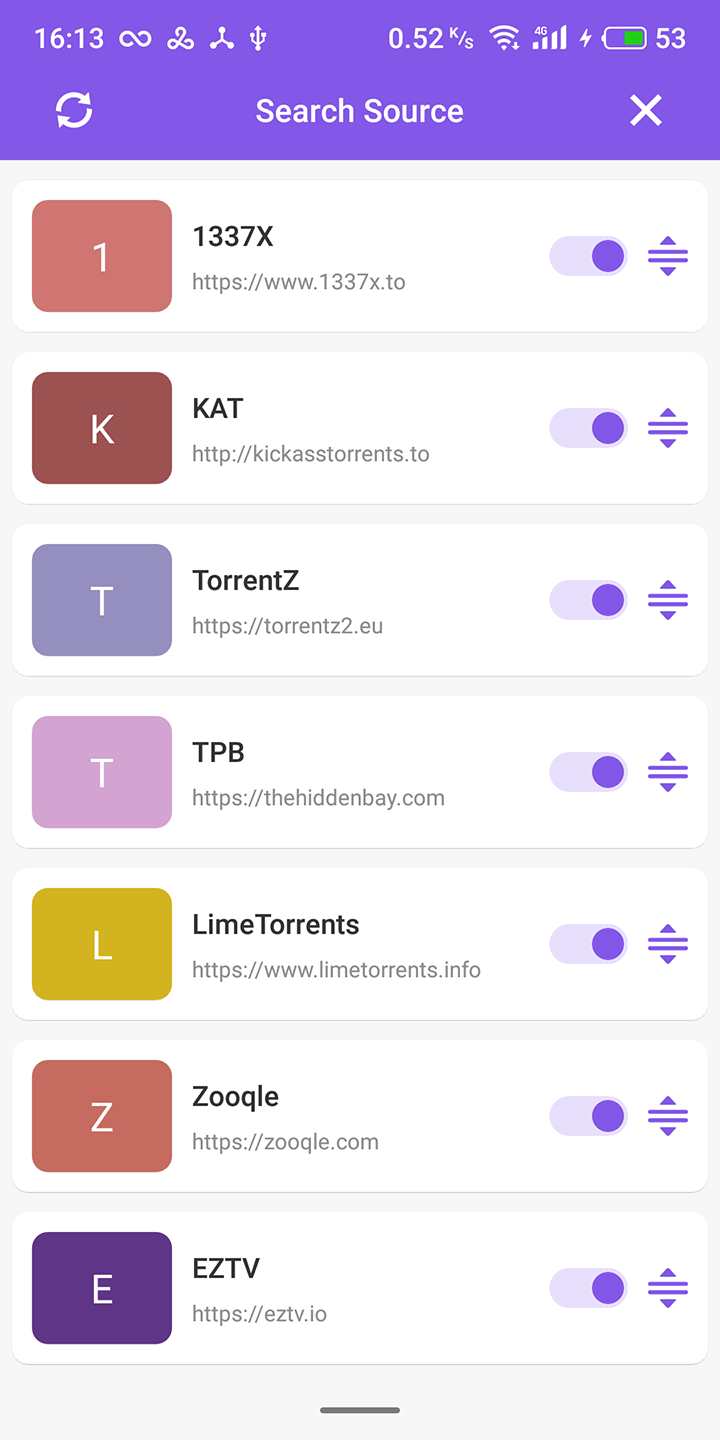 16:13 0.52 K/s 4G 53
Search Source
1
1337X
https://www.1337x.to
K
KAT
http://kickasstorrents.to
T
TorrentZ
https://torrentz2.eu
T
TPB
https://thehiddenbay.com
L
LimeTorrents
https://www.limetorrents.info
Z
Zooqle
https://zooqle.com
E
EZTV
https://eztv.io